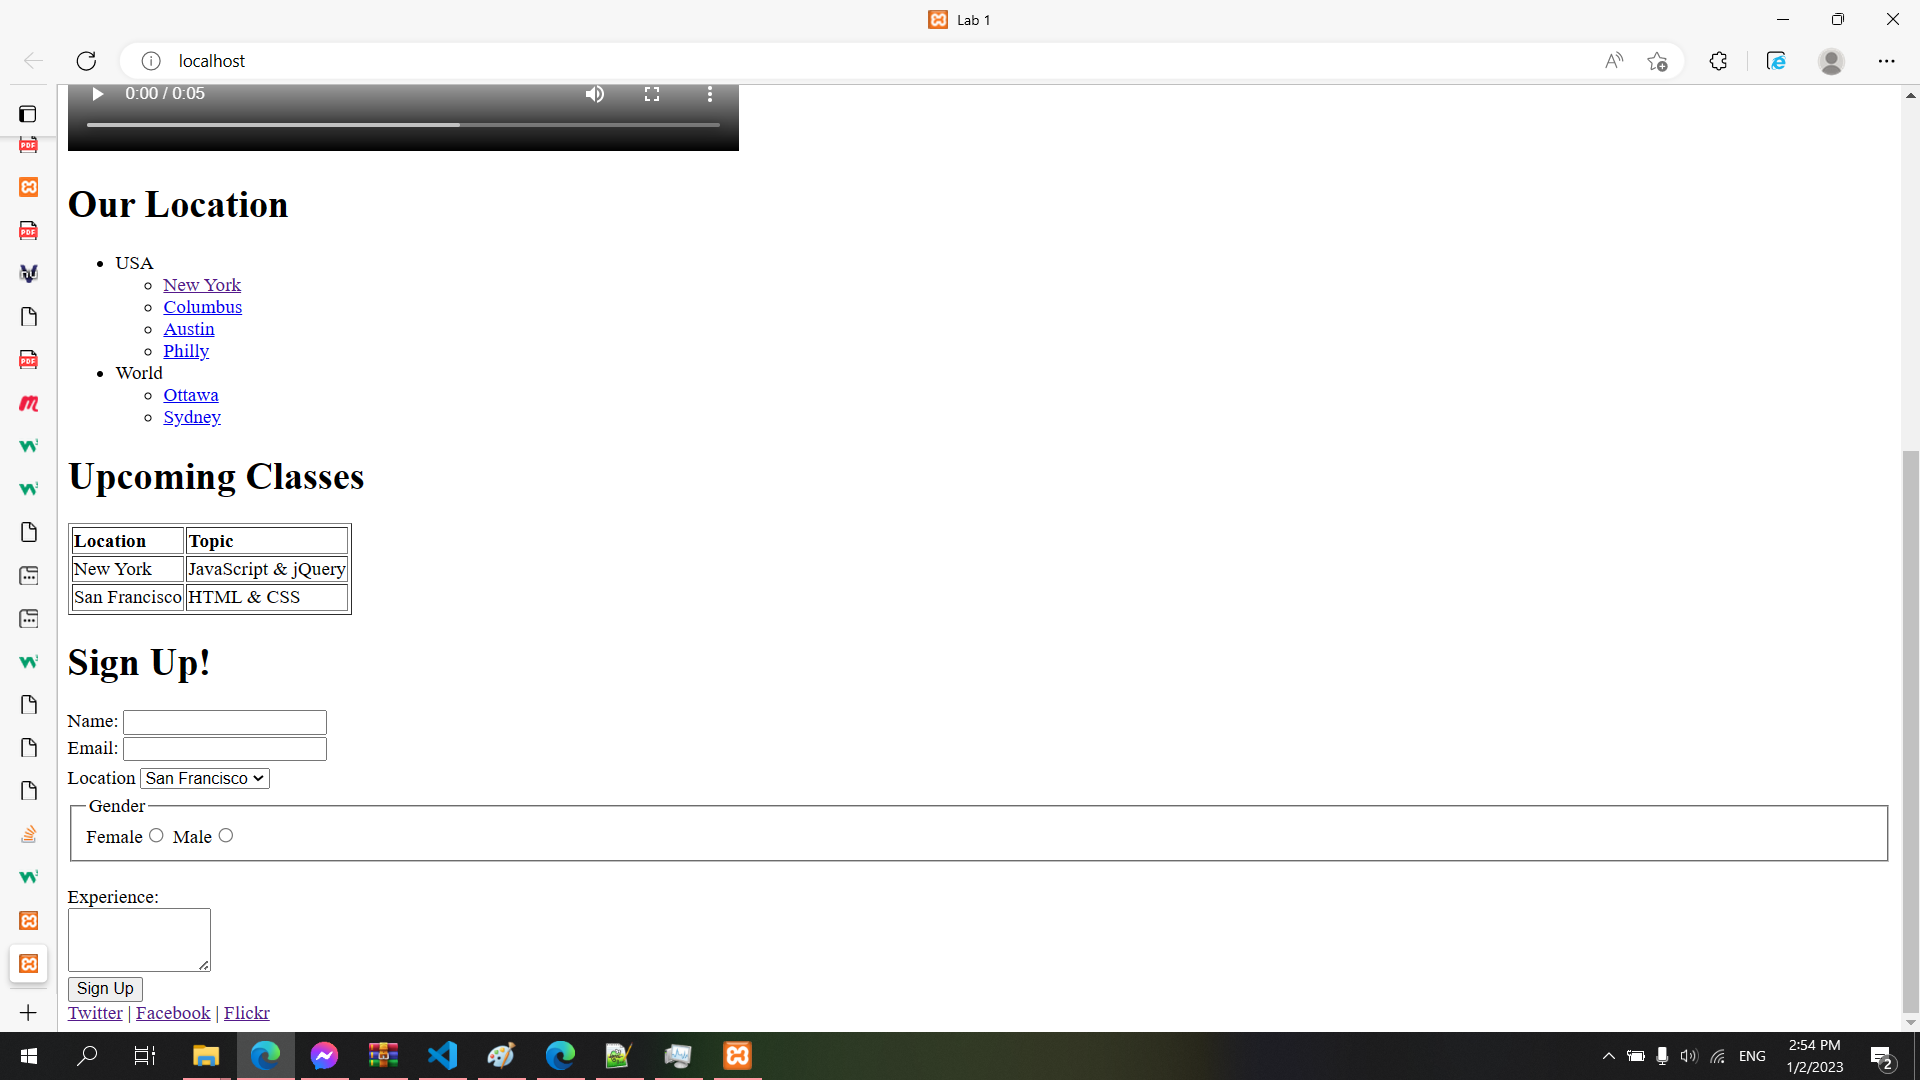 Lab 1
localhost
0:00 / 0:05
Our Location
USA
New York
Columbus
Austin
Philly
World
Ottawa
Sydney
Upcoming Classes
Location Topic
New York JavaScript & jQuery
San Francisco HTML & CSS
Sign Up!
Name:
Email:
Location San Francisco
Gender
Female Male
Experience:
Sign Up
Twitter | Facebook | Flickr
ENG
2:54 PM
1/2/2023
2